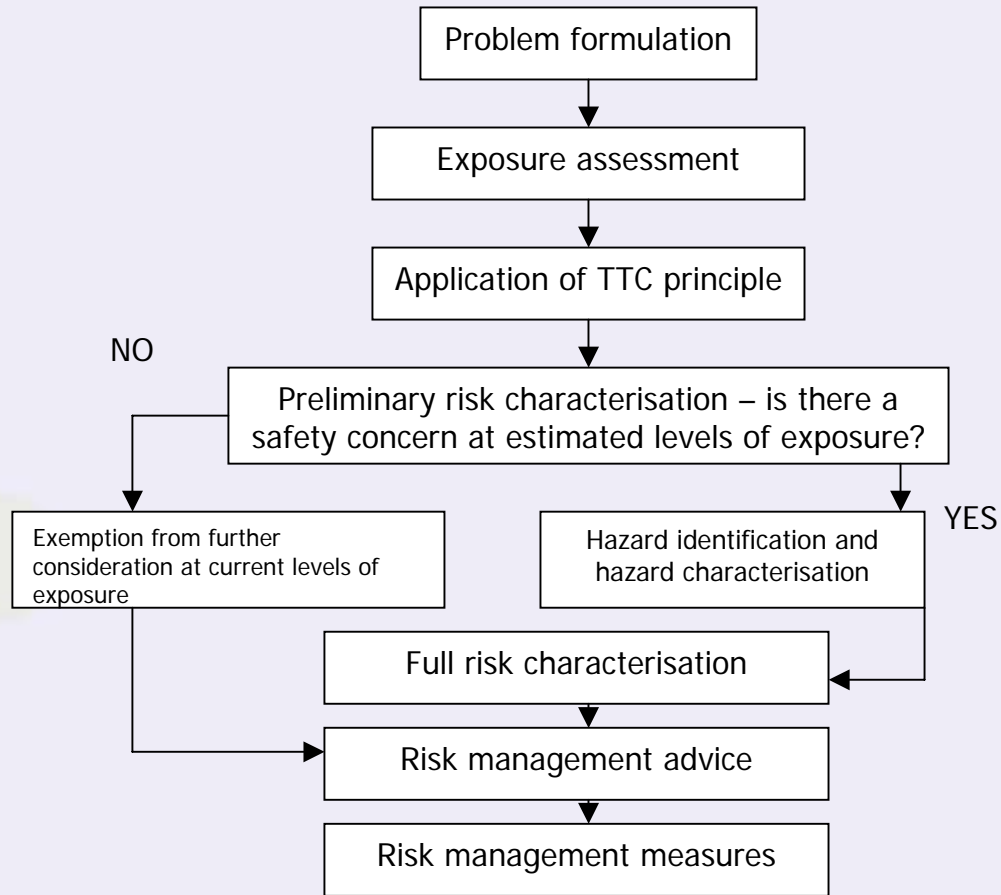 Problem formulation
Exposure assessment
Application of TTC principle
NO
Preliminary risk characterisation – is there a
safety concern at estimated levels of exposure?
YES
Exemption from further
consideration at current levels of
exposure
Hazard identification and
hazard characterisation
Full risk characterisation
Risk management advice
Risk management measures